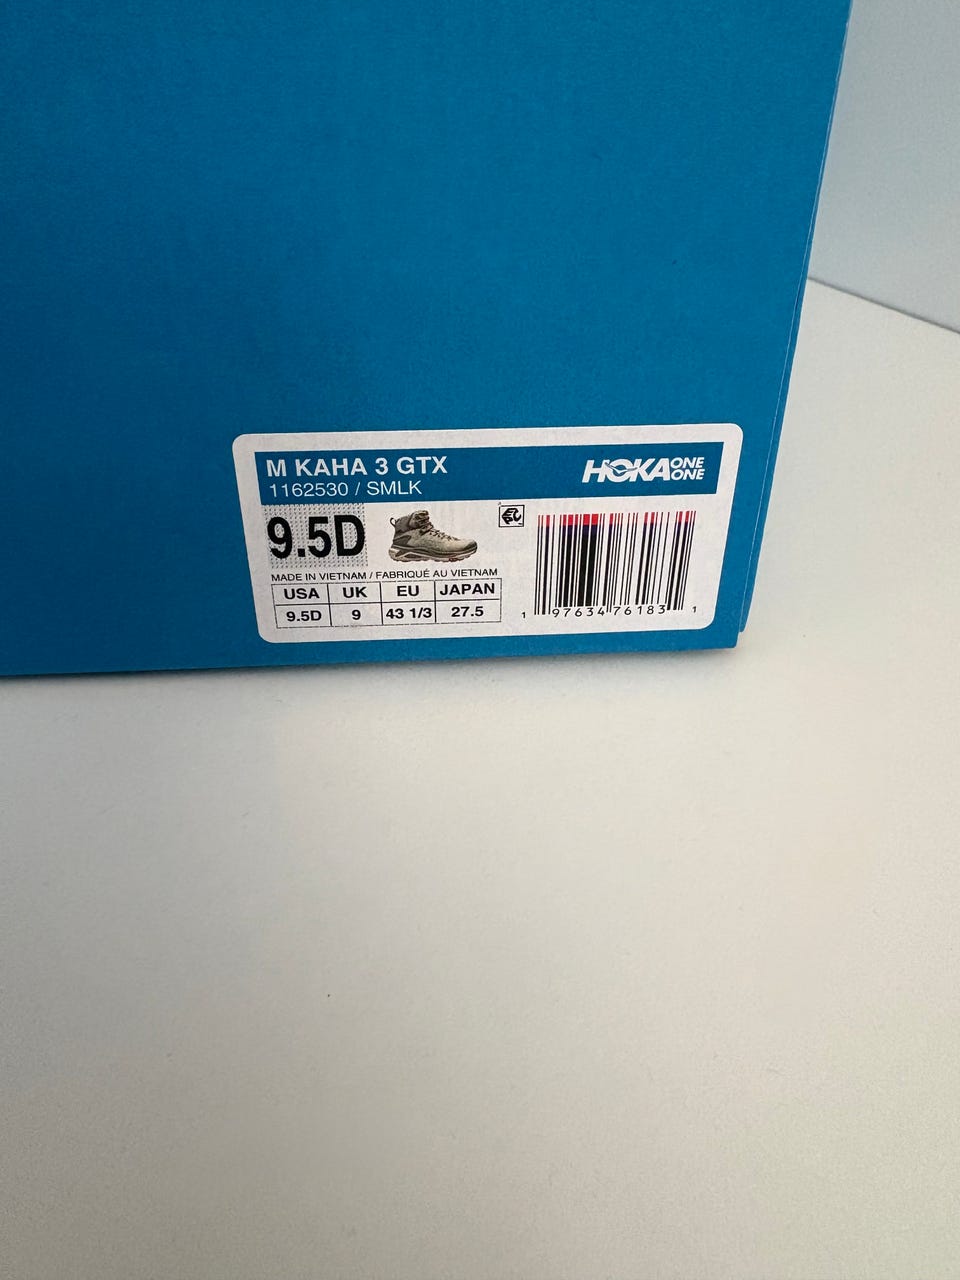 M KAHA 3 GTX
1162530 / SMLK
HOKA ONE ONE
9.5D
MADE IN VIETNAM / FABRIQUÉ AU VIETNAM
USA UK EU JAPAN
9.5D 9 43 1/3 27.5
1 97634 76183 1